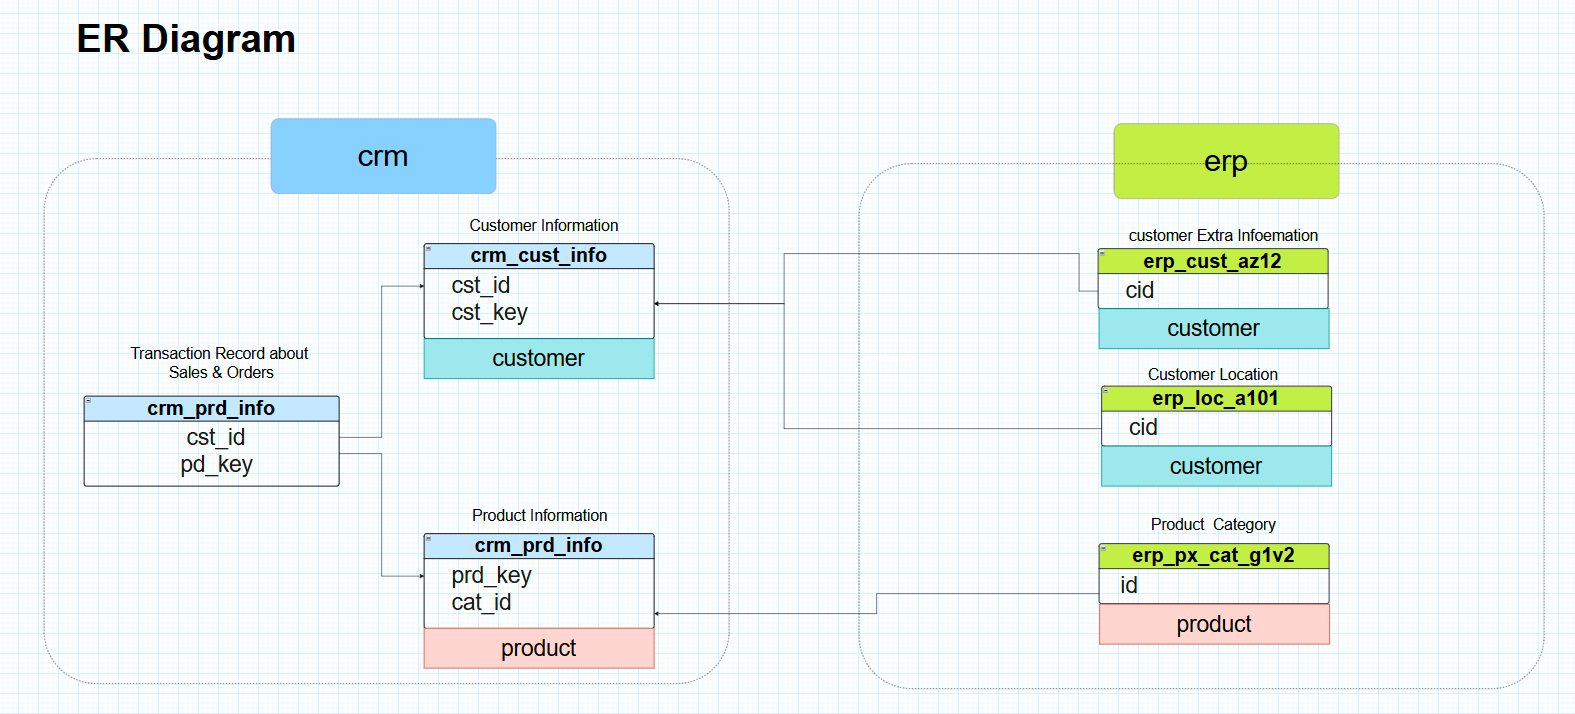 ER Diagram
crm
erp
Customer Information
crm_cust_info
cst_id
cst_key
customer
Transaction Record about
Sales & Orders
crm_prd_info
cst_id
pd_key
Product Information
crm_prd_info
prd_key
cat_id
product
customer Extra Infoemation
erp_cust_az12
cid
customer
Customer Location
erp_loc_a101
cid
customer
Product Category
erp_px_cat_g1v2
id
product